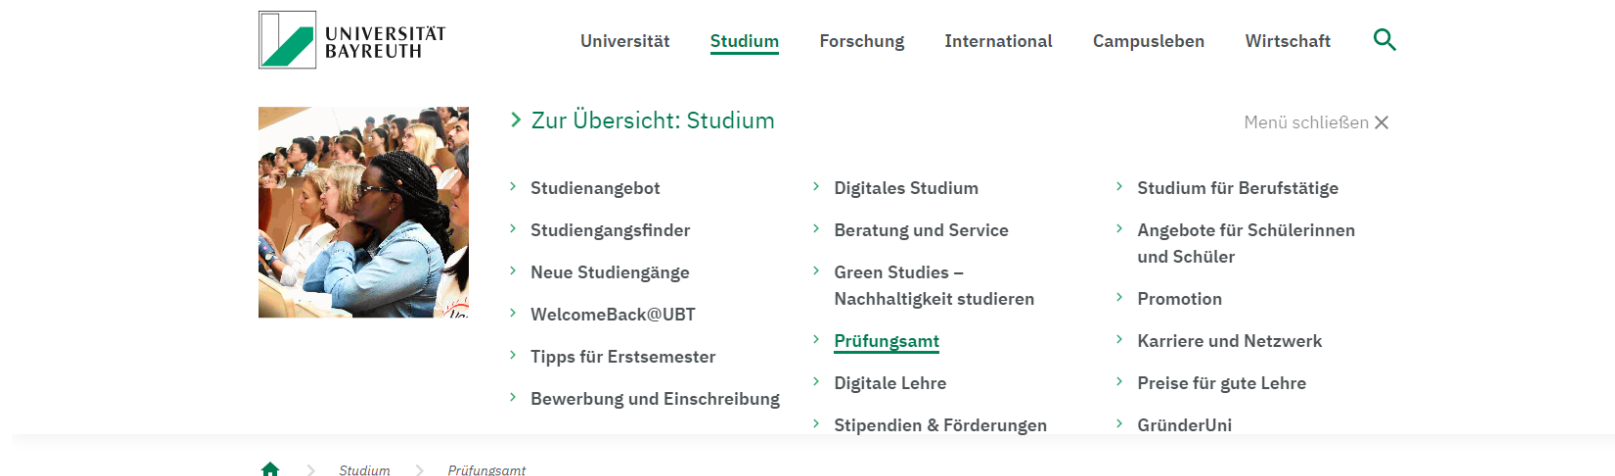 UNIVERSITÄT
BAYREUTH
Universität
Studium
Forschung
International
Campusleben
Wirtschaft
Zur Übersicht: Studium
Menü schließen
Studienangebot
Studiengangsfinder
Neue Studiengänge
WelcomeBack@UBT
Tipps für Erstsemester
Bewerbung und Einschreibung
Digitales Studium
Beratung und Service
Green Studies –
Nachhaltigkeit studieren
Prüfungsamt
Digitale Lehre
Stipendien & Förderungen
Studium für Berufstätige
Angebote für Schülerinnen
und Schüler
Promotion
Karriere und Netzwerk
Preise für gute Lehre
GründerUni
Studium
Prüfungsamt